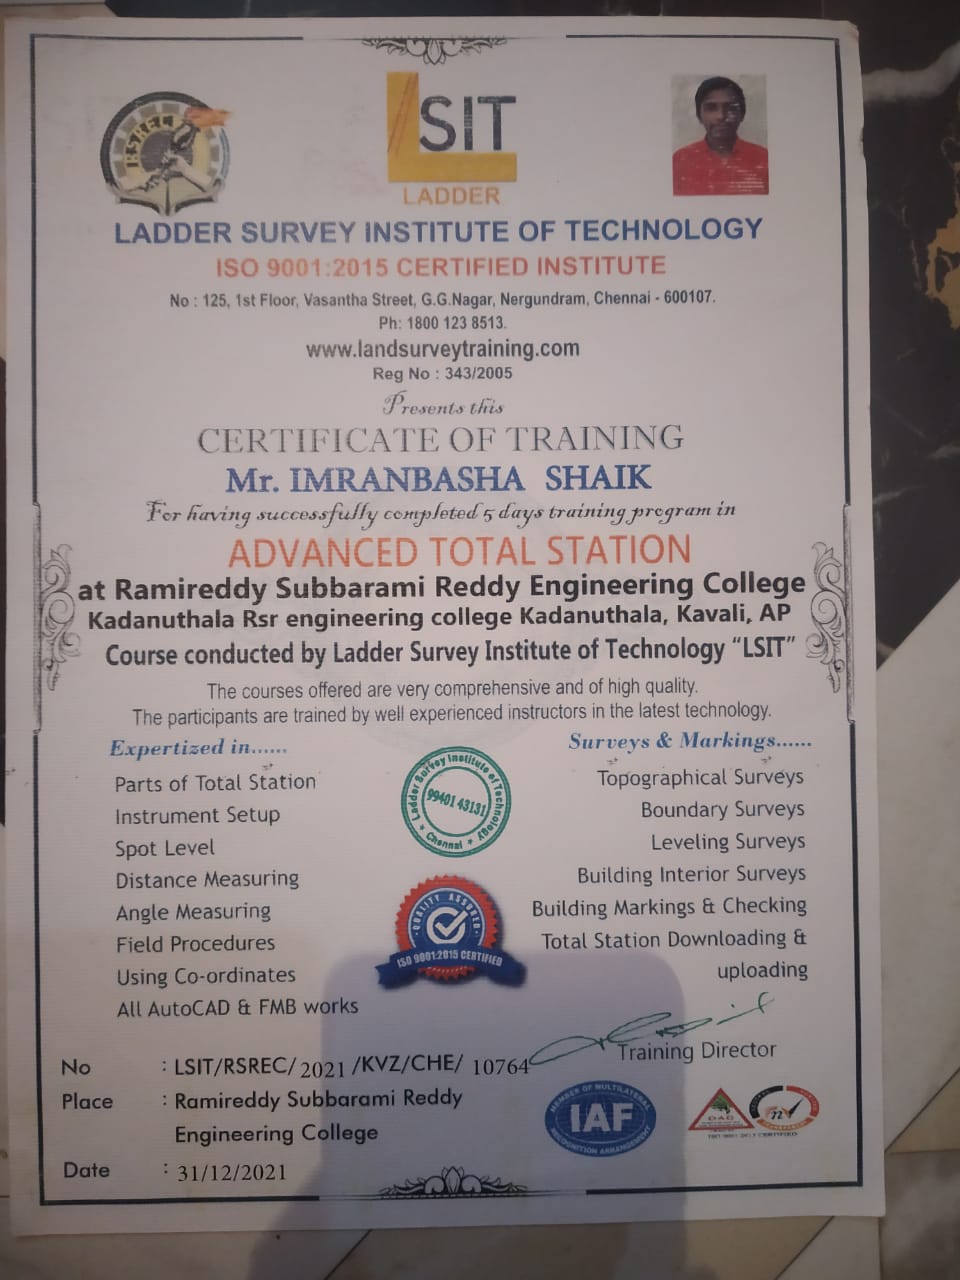 RSREC
LSIT
LADDER
LADDER SURVEY INSTITUTE OF TECHNOLOGY
ISO 9001:2015 CERTIFIED INSTITUTE
No : 125, 1st Floor, Vasantha Street, G.G.Nagar, Nergundram, Chennai - 600107.
Ph: 1800 123 8513.
www.landsurveytraining.com
Reg No : 343/2005
Presents this
CERTIFICATE OF TRAINING
Mr. IMRANBASHA SHAIK
For having successfully completed 5 days training program in
ADVANCED TOTAL STATION
at Ramireddy Subbarami Reddy Engineering College
Kadanuthala Rsr engineering college Kadanuthala, Kavali, AP
Course conducted by Ladder Survey Institute of Technology “LSIT”
The courses offered are very comprehensive and of high quality.
The participants are trained by well experienced instructors in the latest technology.
Expertized in......
Parts of Total Station
Instrument Setup
Spot Level
Distance Measuring
Angle Measuring
Field Procedures
Using Co-ordinates
All AutoCAD & FMB works
Ladder Survey Institute of Technology
99401 43131
Chennai
QUALITY ASSURED
ISO 9001:2015 CERTIFIED
Surveys & Markings......
Topographical Surveys
Boundary Surveys
Leveling Surveys
Building Interior Surveys
Building Markings & Checking
Total Station Downloading &
uploading
Training Director
No : LSIT/RSREC/ 2021 /KVZ/CHE/ 10764
Place : Ramireddy Subbarami Reddy
Engineering College
Date : 31/12/2021
MEMBER OF MULTILATERAL
IAF
RECOGNITION ARRANGEMENT
ISO 9001:2015 CERTIFIED